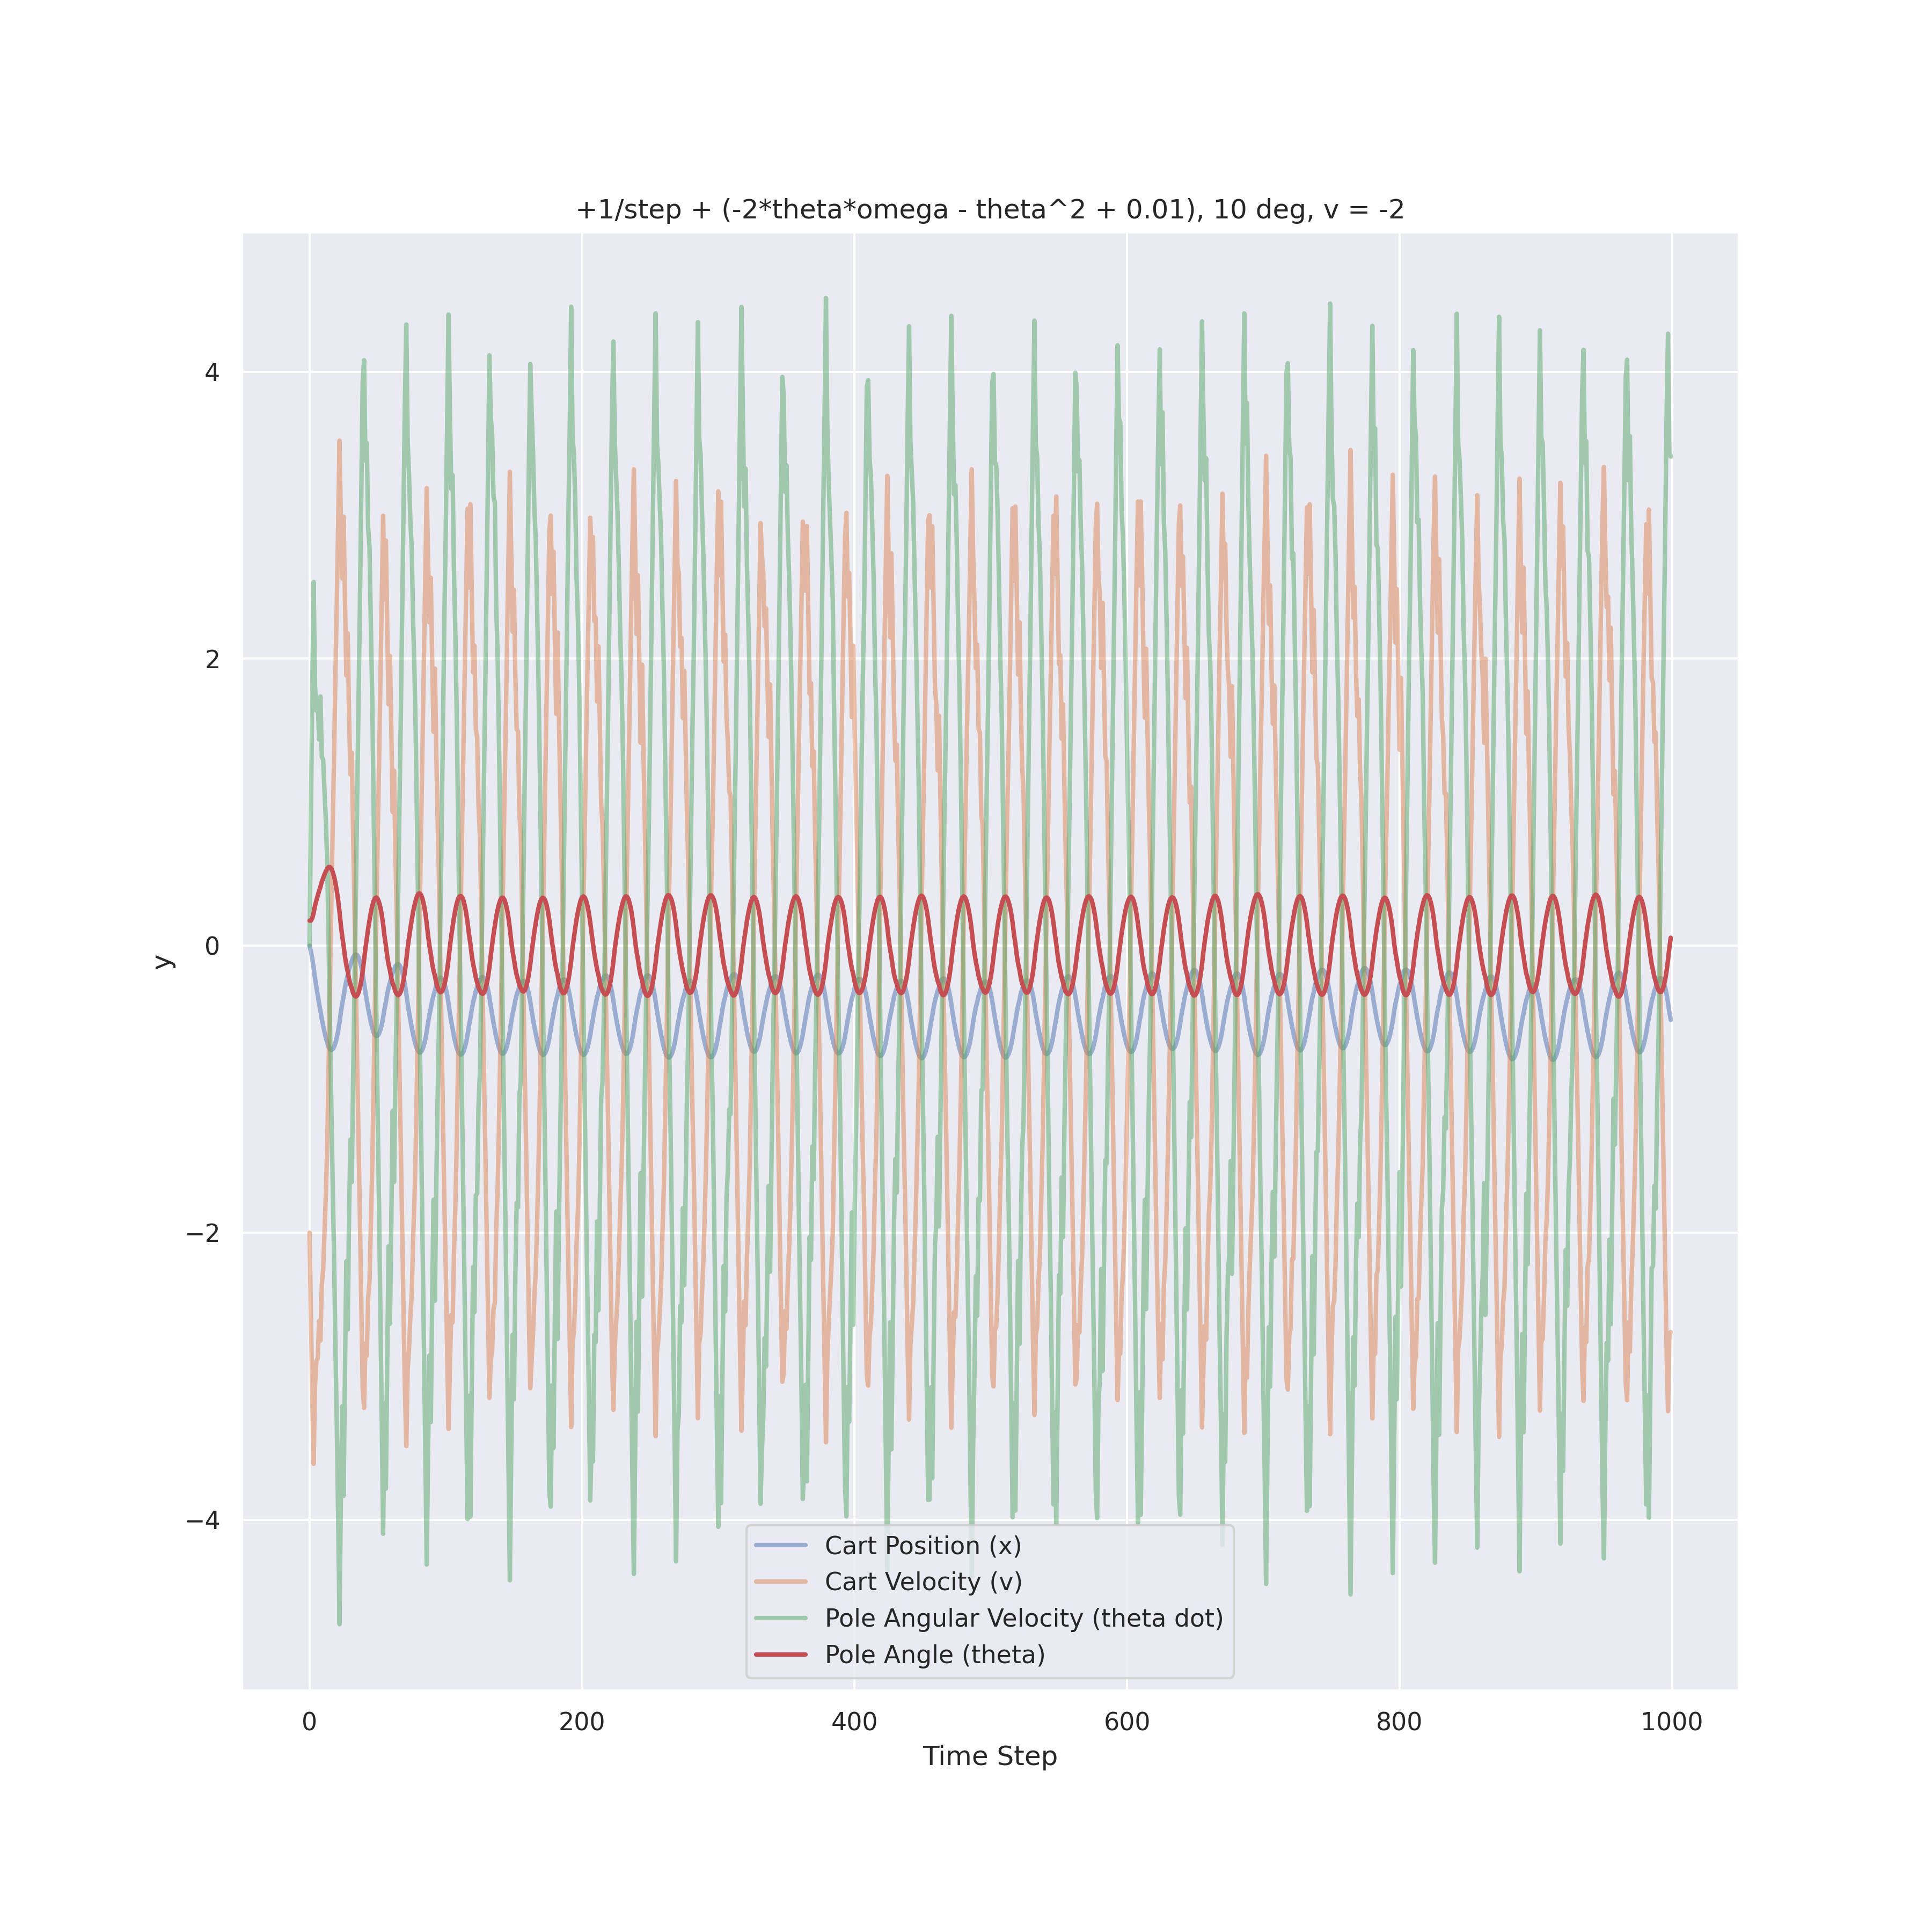 +1/step + (-2*theta*omega - theta^2 + 0.01), 10 deg, v = -2
4
2
0
−2
−4
y
Cart Position (x)
Cart Velocity (v)
Pole Angular Velocity (theta dot)
Pole Angle (theta)
0 200 400 600 800 1000
Time Step